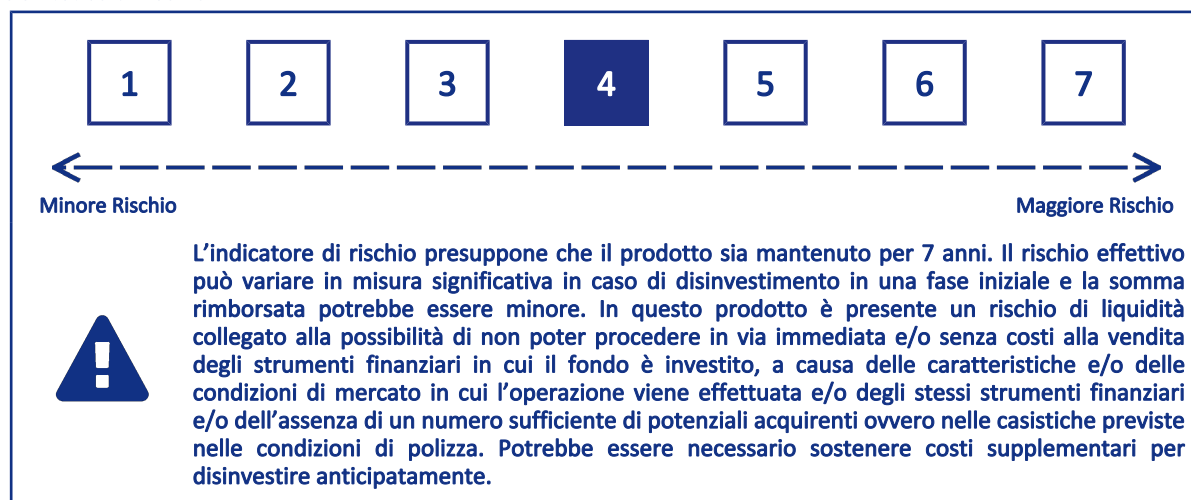 1 2 3 4 5 6 7
Minore Rischio Maggiore Rischio
L'indicatore di rischio presuppone che il prodotto sia mantenuto per 7 anni. Il rischio effettivo
può variare in misura significativa in caso di disinvestimento in una fase iniziale e la somma
rimborsata potrebbe essere minore. In questo prodotto è presente un rischio di liquidità
collegato alla possibilità di non poter procedere in via immediata e/o senza costi alla vendita
degli strumenti finanziari in cui il fondo è investito, a causa delle caratteristiche e/o delle
condizioni di mercato in cui l'operazione viene effettuata e/o degli stessi strumenti finanziari
e/o dell'assenza di un numero sufficiente di potenziali acquirenti ovvero nelle casistiche previste
nelle condizioni di polizza. Potrebbe essere necessario sostenere costi supplementari per
disinvestire anticipatamente.